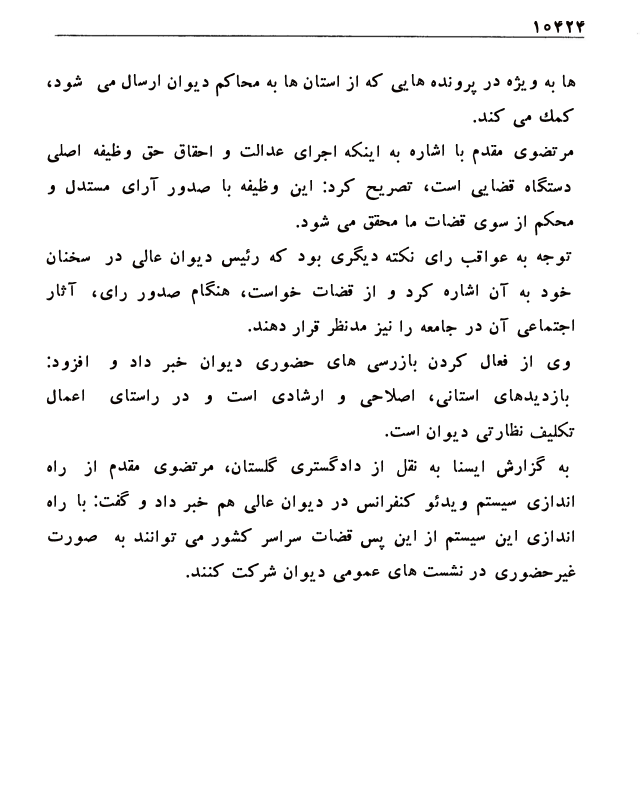 ۱۰۴۲۴
ها به ویژه در پرونده هایی که از استان ها به محاکم دیوان ارسال می شود،
کمك می کند.
مرتضوی مقدم با اشاره به اینکه اجرای عدالت و احقاق حق وظیفه اصلی
دستگاه قضایی است، تصریح کرد: این وظیفه با صدور آرای مستدل و
محکم از سوی قضات ما محقق می شود.
توجه به عواقب رای نکته دیگری بود که رئیس دیوان عالی در سخنان
خود به آن اشاره کرد و از قضات خواست، هنگام صدور رای، آثار
اجتماعی آن در جامعه را نیز مدنظر قرار دهند.
وی از فعال کردن بازرسی های حضوری دیوان خبر داد و افزود:
بازدیدهای استانی، اصلاحی و ارشادی است و در راستای اعمال
تکلیف نظارتی دیوان است.
به گزارش ایسنا به نقل از دادگستری گلستان، مرتضوی مقدم از راه
اندازی سیستم ویدئو کنفرانس در دیوان عالی هم خبر داد و گفت: با راه
اندازی این سیستم از این پس قضات سراسر کشور می توانند به صورت
غیرحضوری در نشست های عمومی دیوان شرکت کنند.